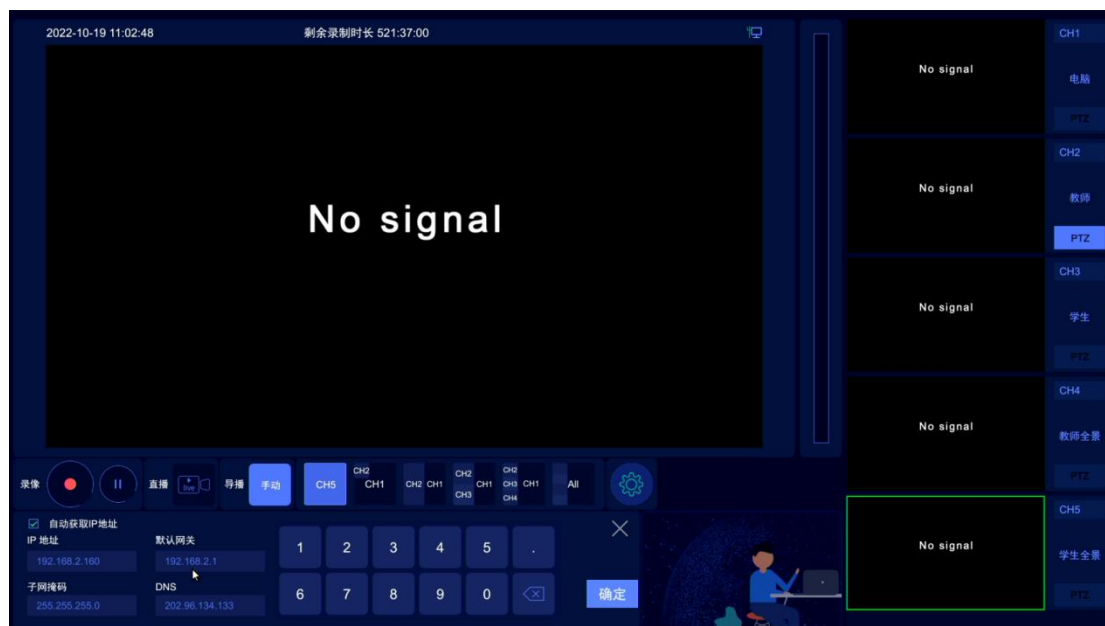 2022-10-19 11:02:48
剩余录制时长 521:37:00
No signal
No signal
CH1
电脑
PTZ
No signal
CH2
教师
PTZ
No signal
CH3
学生
PTZ
No signal
CH4
教师全景
PTZ
No signal
CH5
学生全景
PTZ
录像
直播
live
导播
手动
CH5
CH2
CH1
CH2 CH1
CH2
CH3
CH1
CH2
CH3
CH4
CH1
All
自动获取IP地址
IP 地址
192.168.2.160
默认网关
192.168.2.1
子网掩码
255.255.255.0
DNS
202.96.134.133
1 2 3 4 5 .
6 7 8 9 0
确定